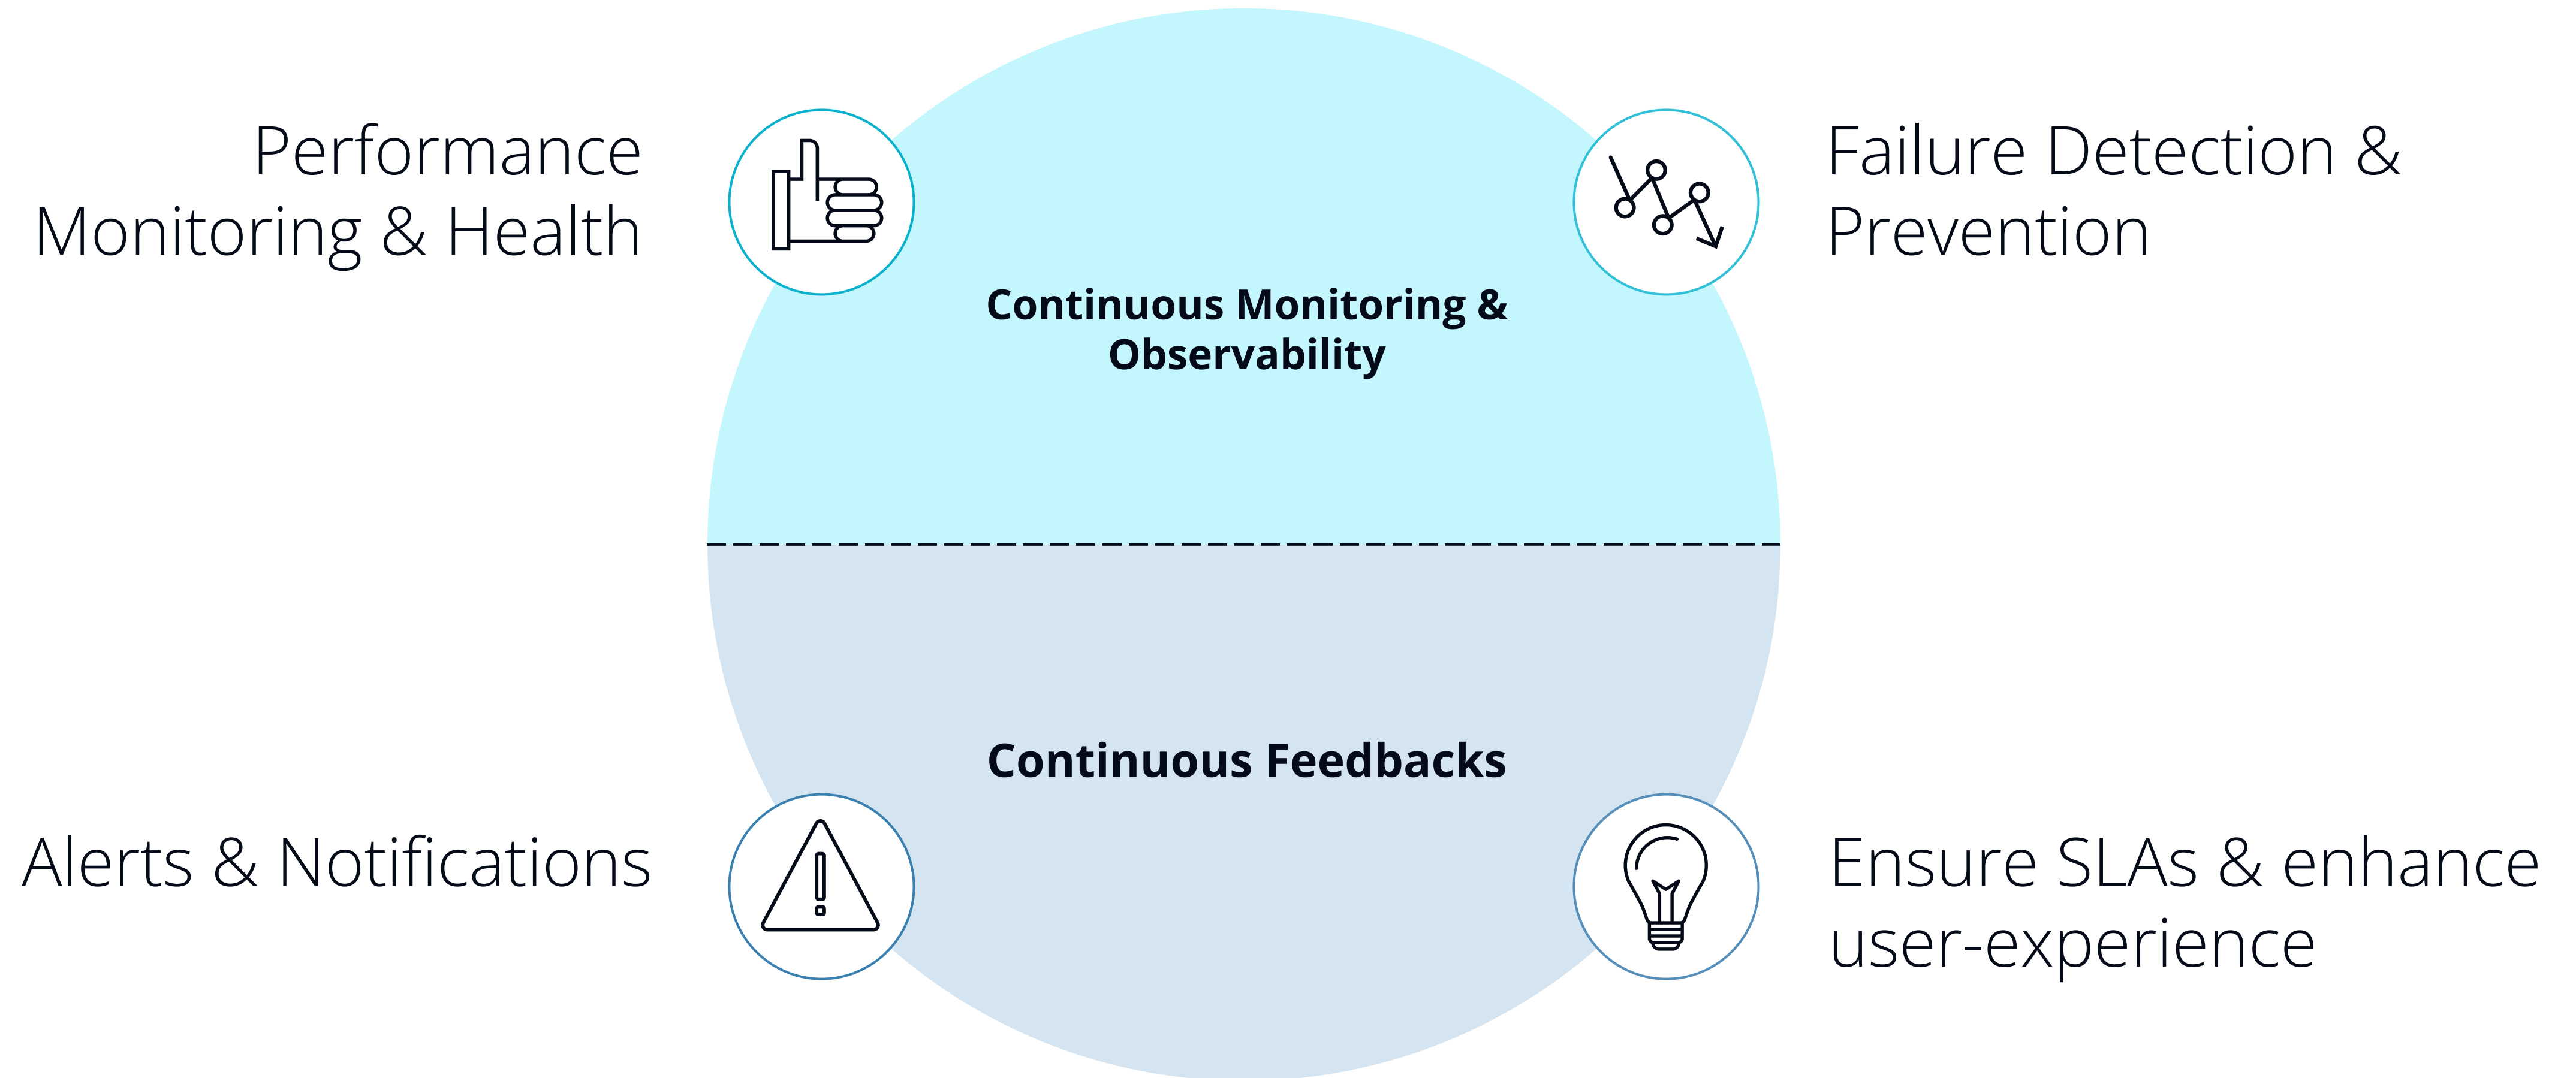 Performance
Monitoring & Health
Failure Detection &
Prevention
Continuous Monitoring &
Observability
Continuous Feedbacks
Alerts & Notifications
Ensure SLAs & enhance
user-experience